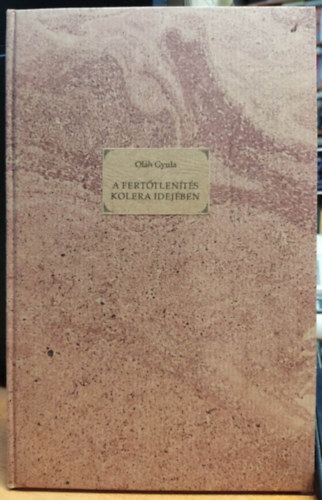 Oláh Gyula
A FERTŐTLENÍTÉS
KOLERA IDEJÉBEN